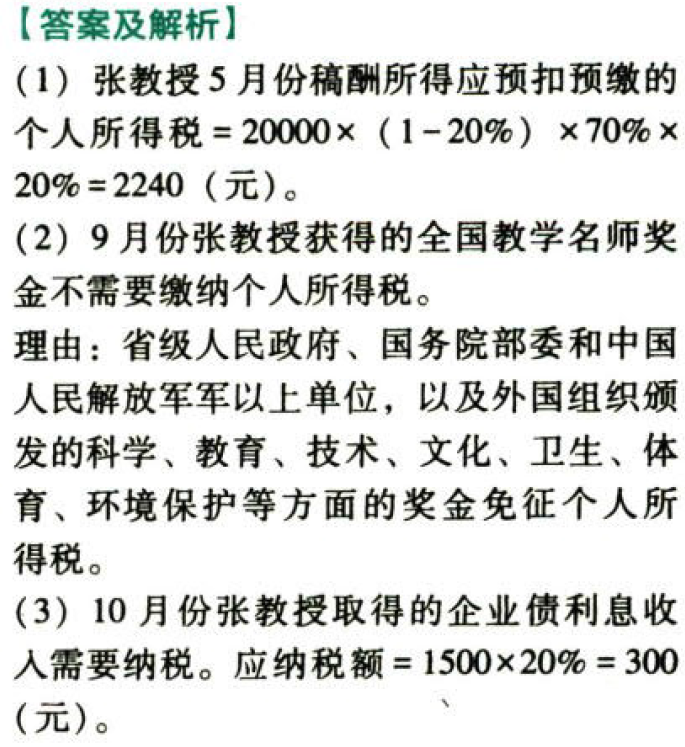 【答案及解析】
(1) 张教授 5 月份稿酬所得应预扣预缴的
个人所得税 = 20000× (1-20%) ×70%×
20% = 2240 (元)。
(2) 9 月份张教授获得的全国教学名师奖
金不需要缴纳个人所得税。
理由：省级人民政府、国务院部委和中国
人民解放军军以上单位，以及外国组织颁
发的科学、教育、技术、文化、卫生、体
育、环境保护等方面的奖金免征个人所
得税。
(3) 10 月份张教授取得的企业债利息收
入需要纳税。应纳税额 = 1500×20% = 300
(元)。